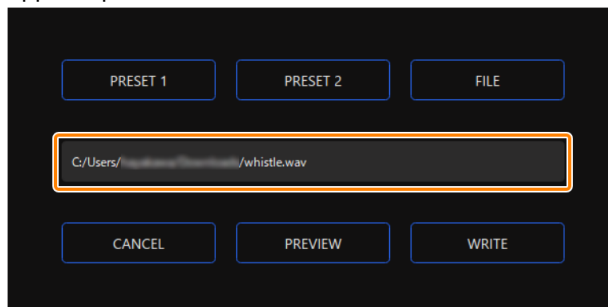 PRESET 1
PRESET 2
FILE
C:/Users/ /whistle.wav
CANCEL
PREVIEW
WRITE